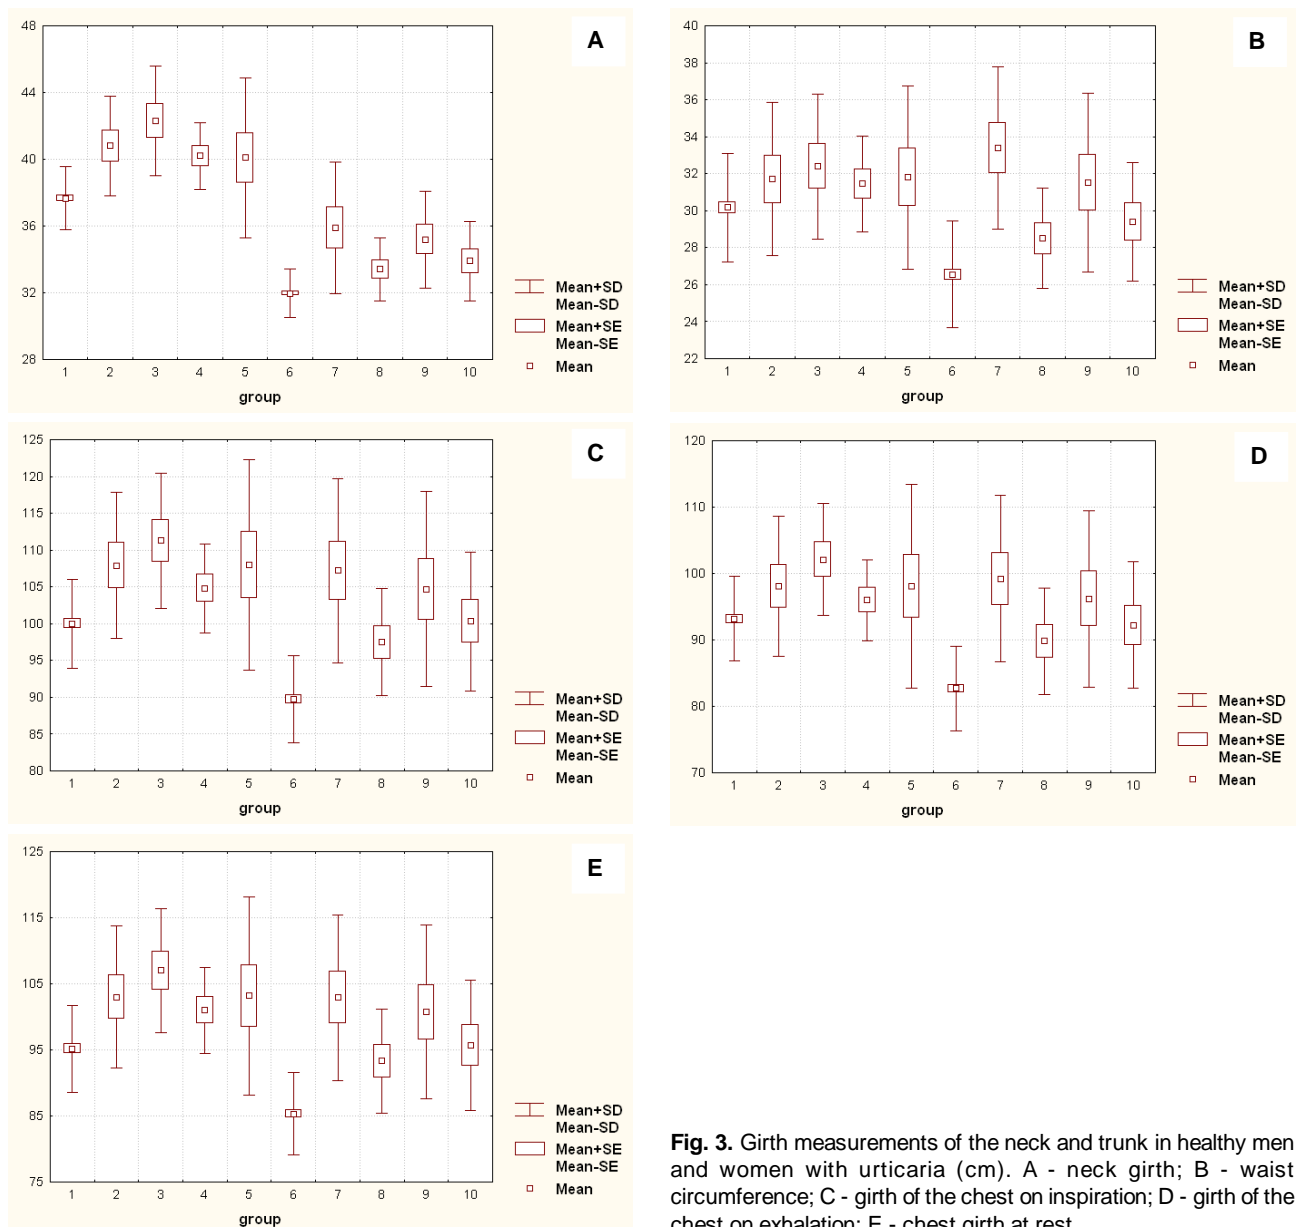 A
48
44
40
36
32
28
1 2 3 4 5 6 7 8 9 10
group
Mean+SD
Mean-SD
Mean+SE
Mean-SE
Mean
B
40
38
36
34
32
30
28
26
24
22
1 2 3 4 5 6 7 8 9 10
group
Mean+SD
Mean-SD
Mean+SE
Mean-SE
Mean
C
125
120
115
110
105
100
95
90
85
80
1 2 3 4 5 6 7 8 9 10
group
Mean+SD
Mean-SD
Mean+SE
Mean-SE
Mean
D
120
110
100
90
80
70
1 2 3 4 5 6 7 8 9 10
group
Mean+SD
Mean-SD
Mean+SE
Mean-SE
Mean
E
125
115
105
95
85
75
1 2 3 4 5 6 7 8 9 10
group
Mean+SD
Mean-SD
Mean+SE
Mean-SE
Mean
Fig. 3. Girth measurements of the neck and trunk in healthy men
and women with urticaria (cm). A - neck girth; B - waist
circumference; C - girth of the chest on inspiration; D - girth of the
chest on exhalation; E - chest girth at rest